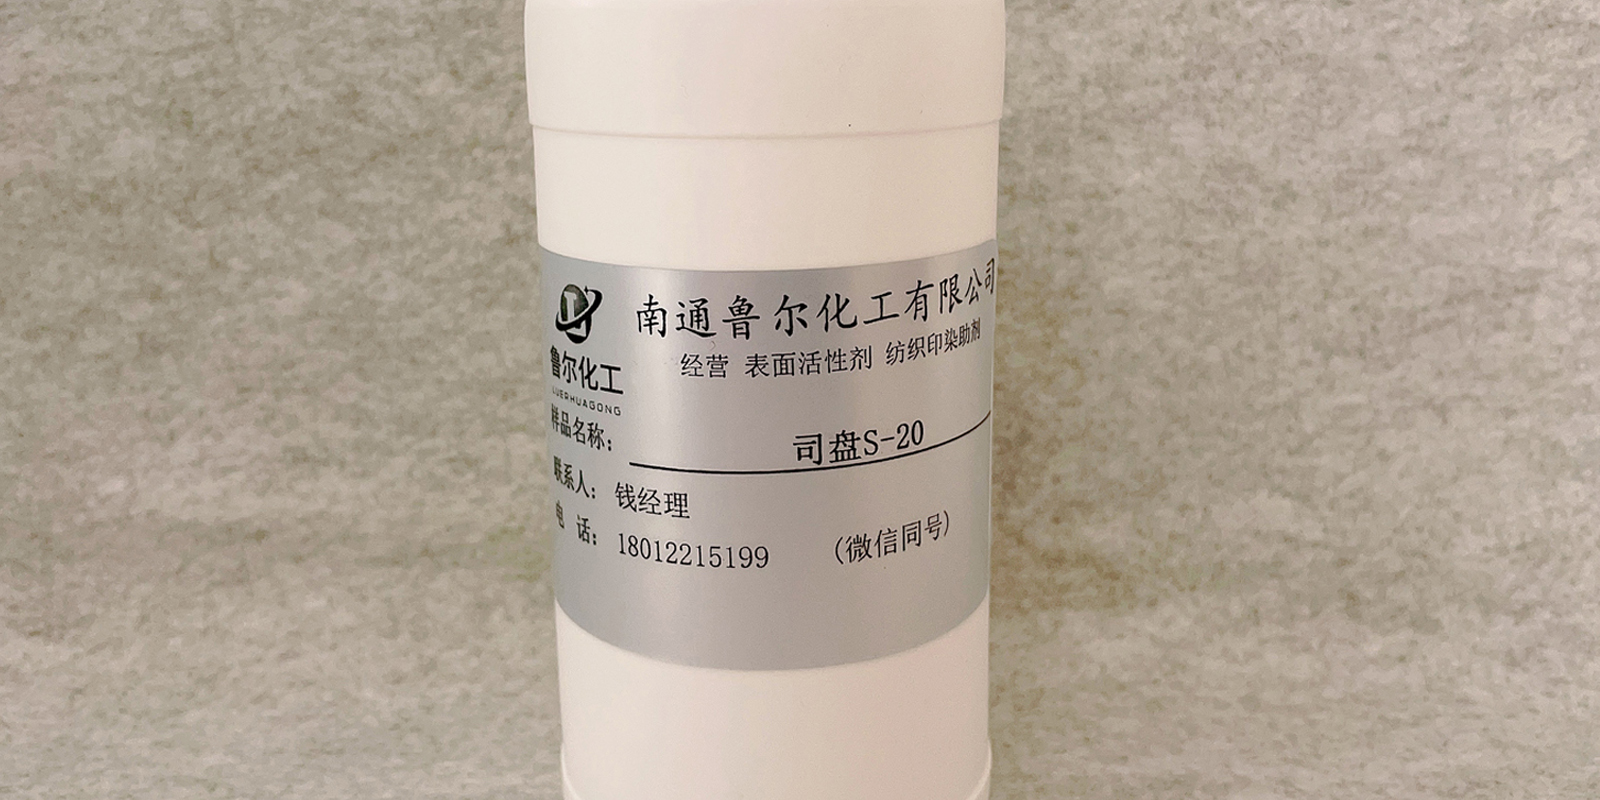 南通鲁尔化工有限公司
经营 表面活性剂 纺织印染助剂
鲁尔化工
LUERHUAGONG
样品名称: 司盘S-20
联系人: 钱经理
电 话: 18012215199 (微信同号)